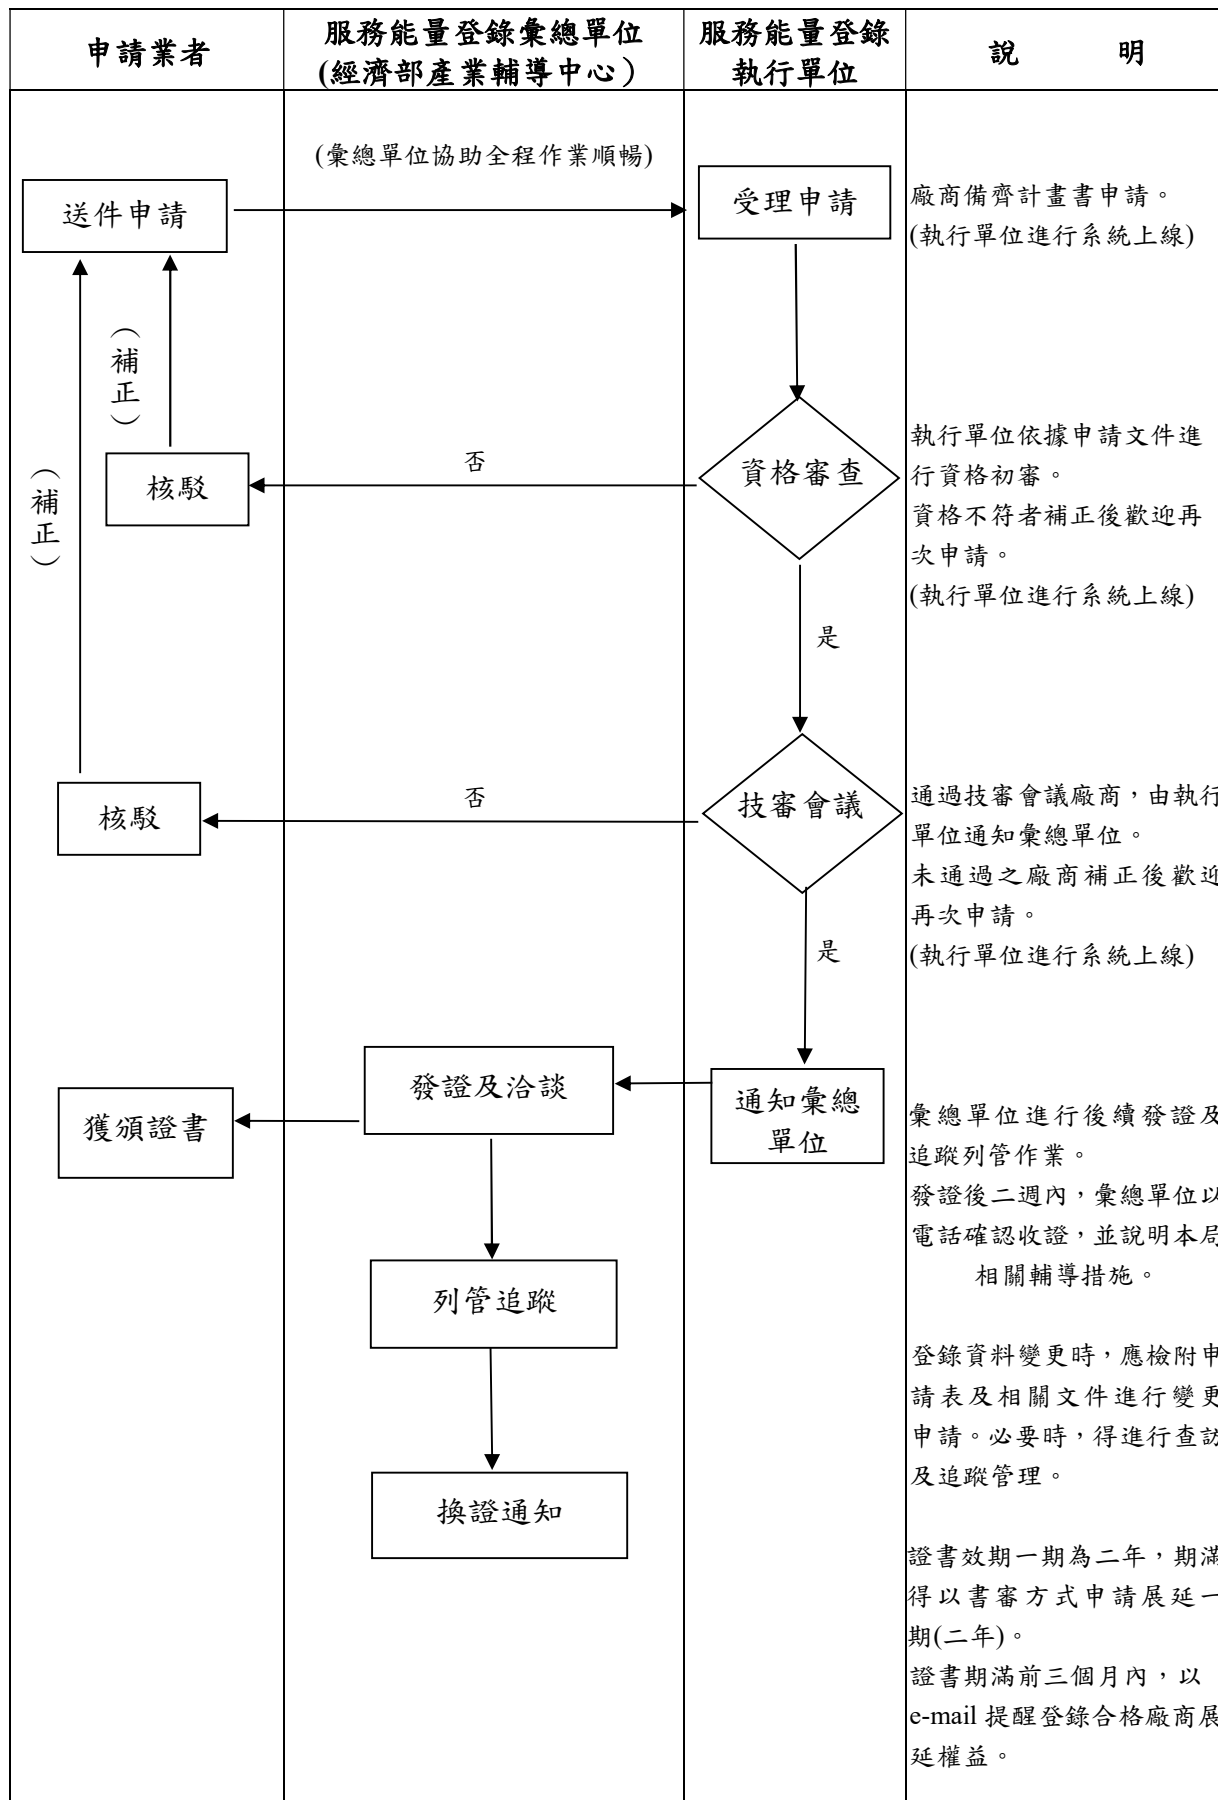 申請業者
服務能量登錄彙總單位
(經濟部產業輔導中心)
服務能量登錄
執行單位
說 明
(彙總單位協助全程作業順暢)
送件申請
受理申請
廠商備齊計畫書申請。
(執行單位進行系統上線)
(補正)
(補正)
核駁
否
資格審查
執行單位依據申請文件進
行資格初審。
資格不符者補正後歡迎再
次申請。
(執行單位進行系統上線)
是
核駁
否
技審會議
通過技審會議廠商,由執行
單位通知彙總單位。
未通過之廠商補正後歡迎
再次申請。
(執行單位進行系統上線)
是
獲頒證書
發證及洽談
通知彙總
單位
彙總單位進行後續發證及
追蹤列管作業。
發證後二週內,彙總單位以
電話確認收證,並說明本局
相關輔導措施。
列管追蹤
登錄資料變更時,應檢附申
請表及相關文件進行變更
申請。必要時,得進行查訪
及追蹤管理。
換證通知
證書效期一期為二年,期滿
得以書審方式申請展延一
期(二年)。
證書期滿前三個月內,以
e-mail 提醒登錄合格廠商展
延權益。